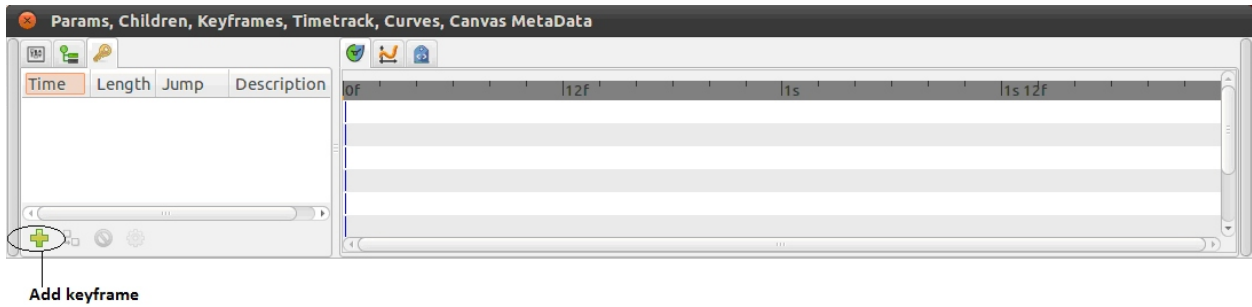 Params, Children, Keyframes, Timetrack, Curves, Canvas MetaData
Time Length Jump Description
0f 12f 1s 1s 12f
Add keyframe